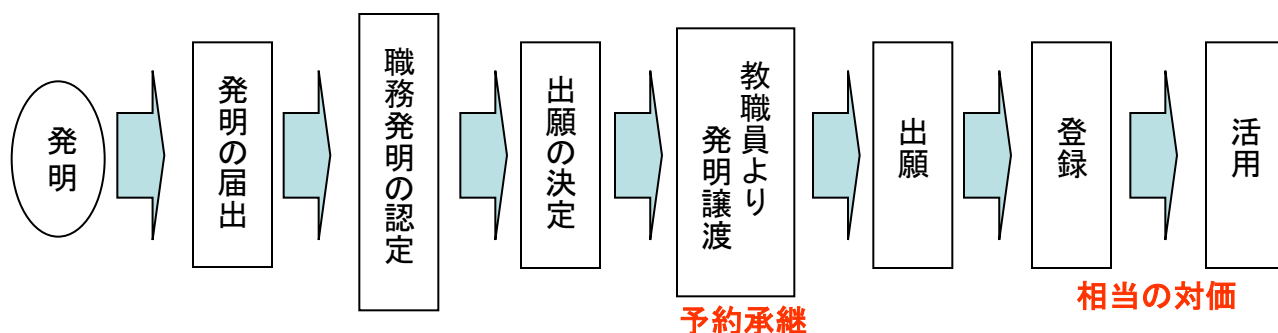 発明
発明の届出
職務発明の認定
出願の決定
教職員より
発明譲渡
出願
登録
活用
予約承継
相当の対価